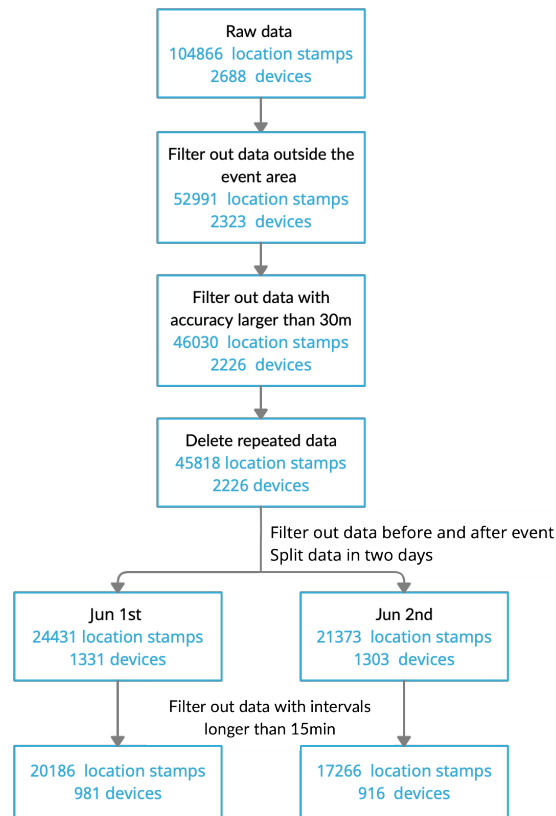 Raw data
104866 location stamps
2688 devices
Filter out data outside the
event area
52991 location stamps
2323 devices
Filter out data with
accuracy larger than 30m
46030 location stamps
2226 devices
Delete repeated data
45818 location stamps
2226 devices
Filter out data before and after event
Split data in two days
Jun 1st
24431 location stamps
1331 devices
Jun 2nd
21373 location stamps
1303 devices
Filter out data with intervals
longer than 15min
20186 location stamps
981 devices
17266 location stamps
916 devices